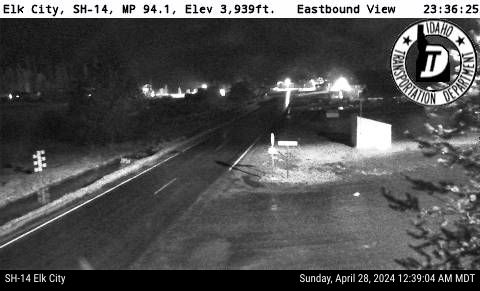 Elk City, SH-14, MP 94.1, Elev 3,939ft. Eastbound View 23:36:25
IDAHO
TRANSPORTATION DEPARTMENT
SH-14 Elk City Sunday, April 28, 2024 12:39:04 AM MDT